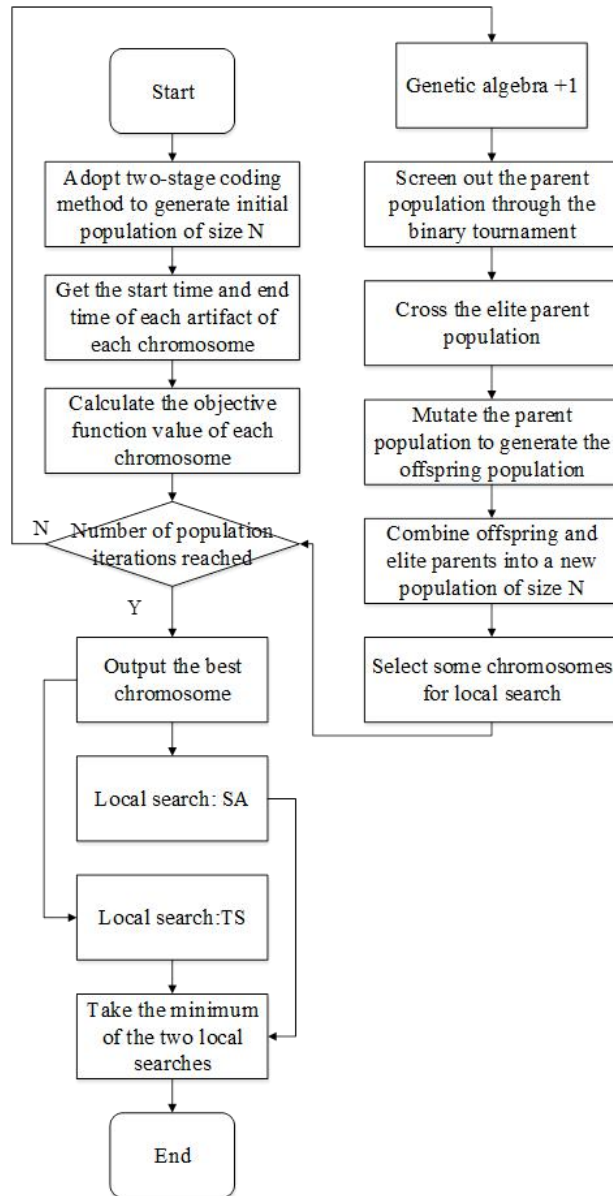 Start
Adopt two-stage coding
method to generate initial
population of size N
Get the start time and end
time of each artifact of
each chromosome
Calculate the objective
function value of each
chromosome
N
Number of population
iterations reached
Y
Output the best
chromosome
Local search: SA
Local search:TS
Take the minimum
of the two local
searches
End
Genetic algebra +1
Screen out the parent
population through the
binary tournament
Cross the elite parent
population
Mutate the parent
population to generate the
offspring population
Combine offspring and
elite parents into a new
population of size N
Select some chromosomes
for local search